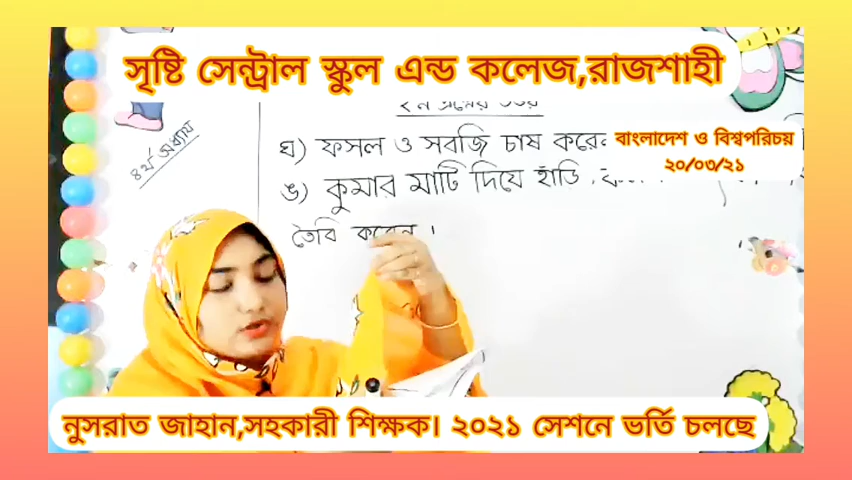 সৃষ্টি সেন্ট্রাল স্কুল এন্ড কলেজ,রাজশাহী
৪র্থ অধ্যায়
ঘ) ফসল ও সবজি চাষ করেন
বাংলাদেশ ও বিশ্বপরিচয়
২০/০৩/২১
ঙ) কুমার মাটি দিয়ে হাঁড়ি
তৈরি করেন ।
নুসরাত জাহান,সহকারী শিক্ষক। ২০২১ সেশনে ভর্তি চলছে